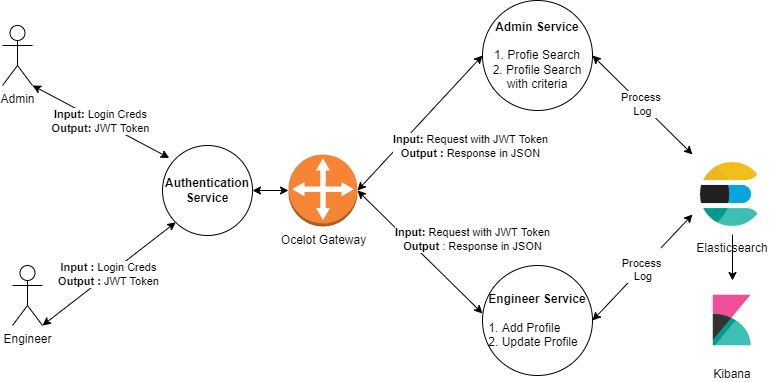 Admin
Input: Login Creds
Output: JWT Token
Authentication
Service
Input : Login Creds
Output : JWT Token
Engineer
Ocelot Gateway
Admin Service
1. Profie Search
2. Profile Search
with criteria
Input: Request with JWT Token
Output : Response in JSON
Input: Request with JWT Token
Output : Response in JSON
Engineer Service
1. Add Profile
2. Update Profile
Process
Log
Process
Log
Elasticsearch
Kibana